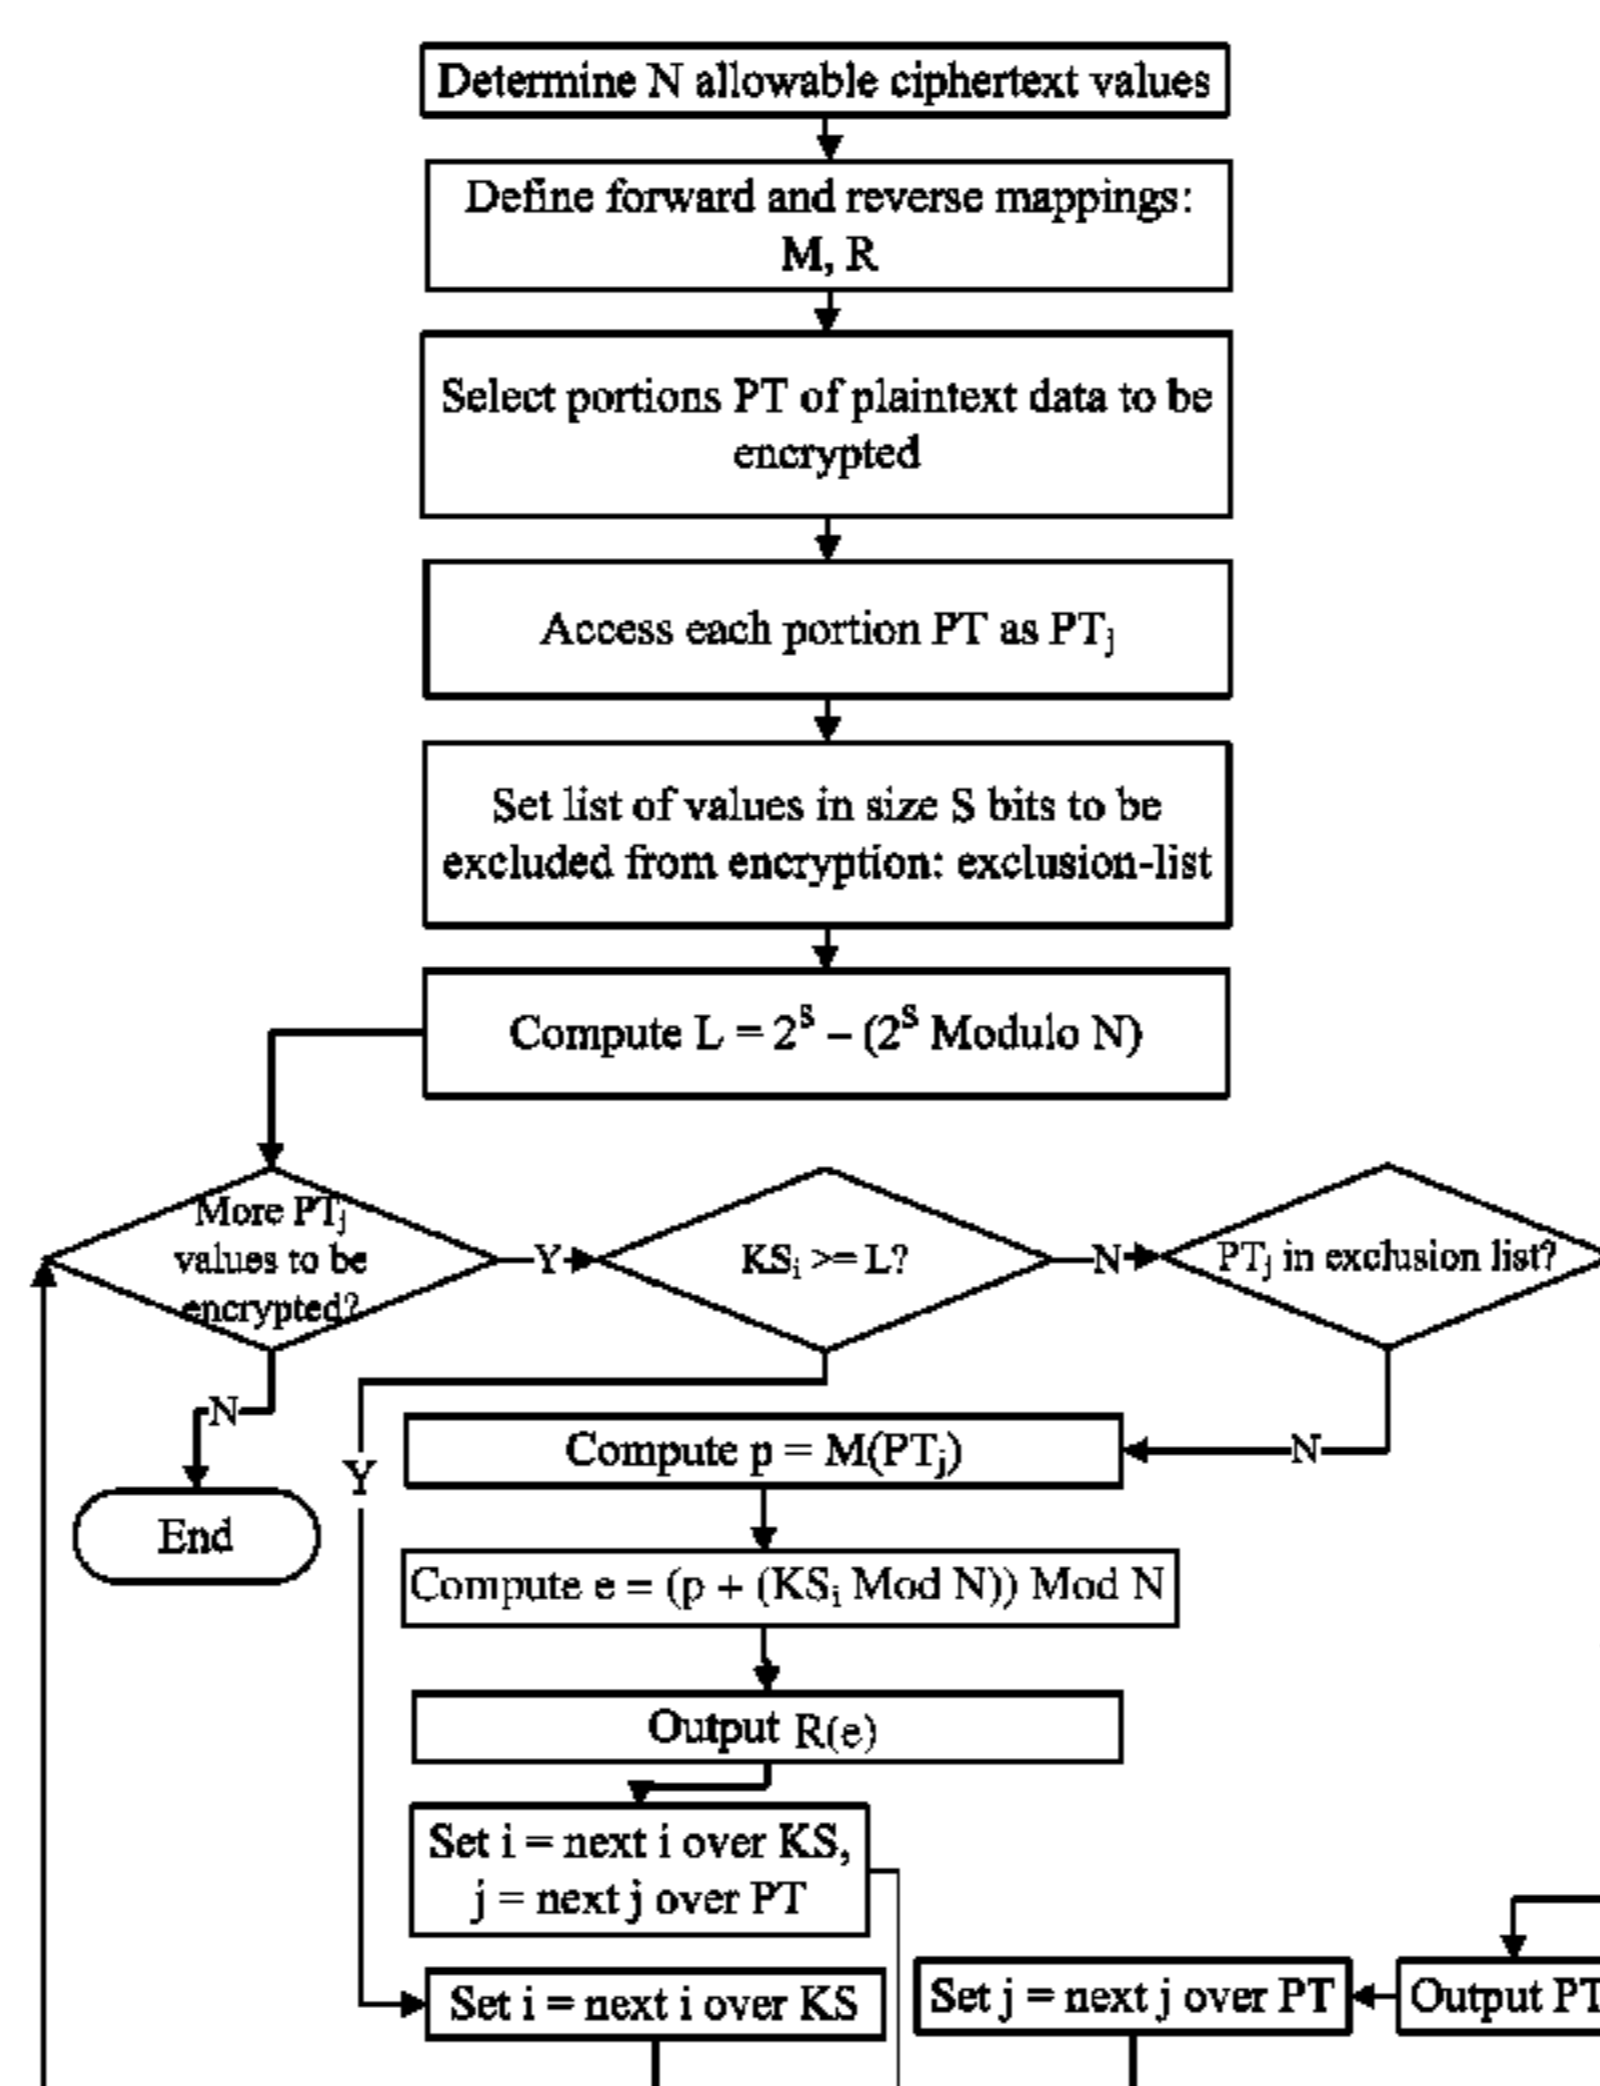 Determine N allowable ciphertext values
Define forward and reverse mappings:
M, R
Select portions PT of plaintext data to be
encrypted
Access each portion PT as PTj
Set list of values in size S bits to be
excluded from encryption: exclusion-list
Compute L = 2^S – (2^S Modulo N)
More PTj
values to be
encrypted?
Y
KSi >= L?
N
PTj in exclusion list?
N
Y
Compute p = M(PTj)
N
End
Compute e = (p + (KSi Mod N)) Mod N
Output R(e)
Set i = next i over KS,
j = next j over PT
Set i = next i over KS
Set j = next j over PT
Output PT